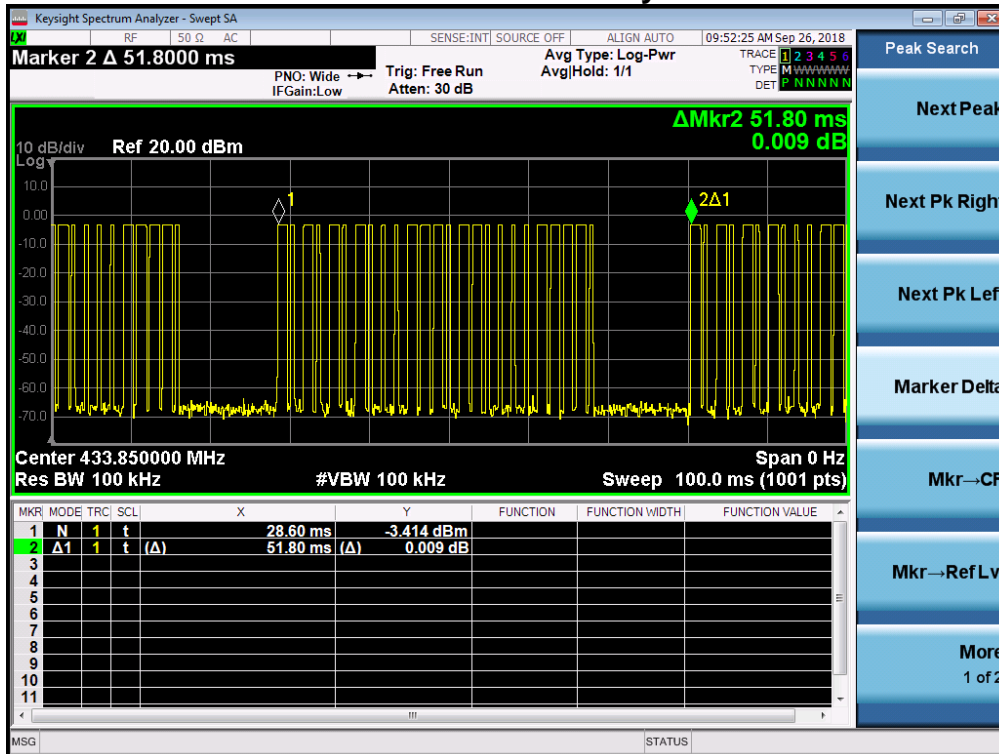 Keysight Spectrum Analyzer - Swept SA
LXI RF 50 Ω AC SENSE:INT SOURCE OFF ALIGN AUTO 09:52:25 AM Sep 26, 2018
Marker 2 Δ 51.8000 ms
PNO: Wide
IFGain:Low
Trig: Free Run
Atten: 30 dB
Avg Type: Log-Pwr
Avg|Hold: 1/1
TRACE 1 2 3 4 5 6
TYPE M W W W W W
DET P N N N N N
Peak Search
Next Peak
Next Pk Right
Next Pk Left
Marker Delta
Mkr→CF
Mkr→Ref Lv
More
1 of 2
ΔMkr2 51.80 ms
0.009 dB
10 dB/div Ref 20.00 dBm
Log
10.0
0.00
-10.0
-20.0
-30.0
-40.0
-50.0
-60.0
-70.0
1
2Δ1
Center 433.850000 MHz Span 0 Hz
Res BW 100 kHz #VBW 100 kHz Sweep 100.0 ms (1001 pts)
MKR MODE TRC SCL X Y FUNCTION FUNCTION WIDTH FUNCTION VALUE
1 N 1 t 28.60 ms -3.414 dBm
2 Δ1 1 t (Δ) 51.80 ms (Δ) 0.009 dB
3
4
5
6
7
8
9
10
11
MSG STATUS